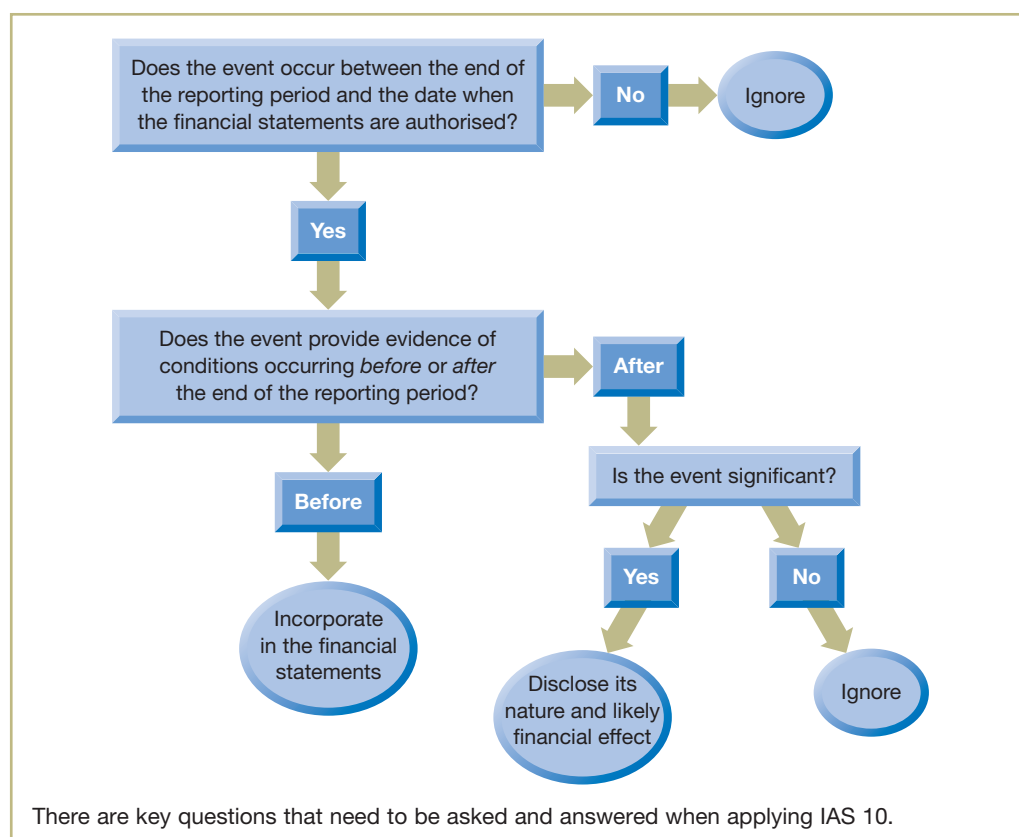 Does the event occur between the end of
the reporting period and the date when
the financial statements are authorised?
No
Ignore
Yes
Does the event provide evidence of
conditions occurring before or after
the end of the reporting period?
After
Is the event significant?
Before
Yes
No
Incorporate
in the financial
statements
Disclose its
nature and likely
financial effect
Ignore
There are key questions that need to be asked and answered when applying IAS 10.